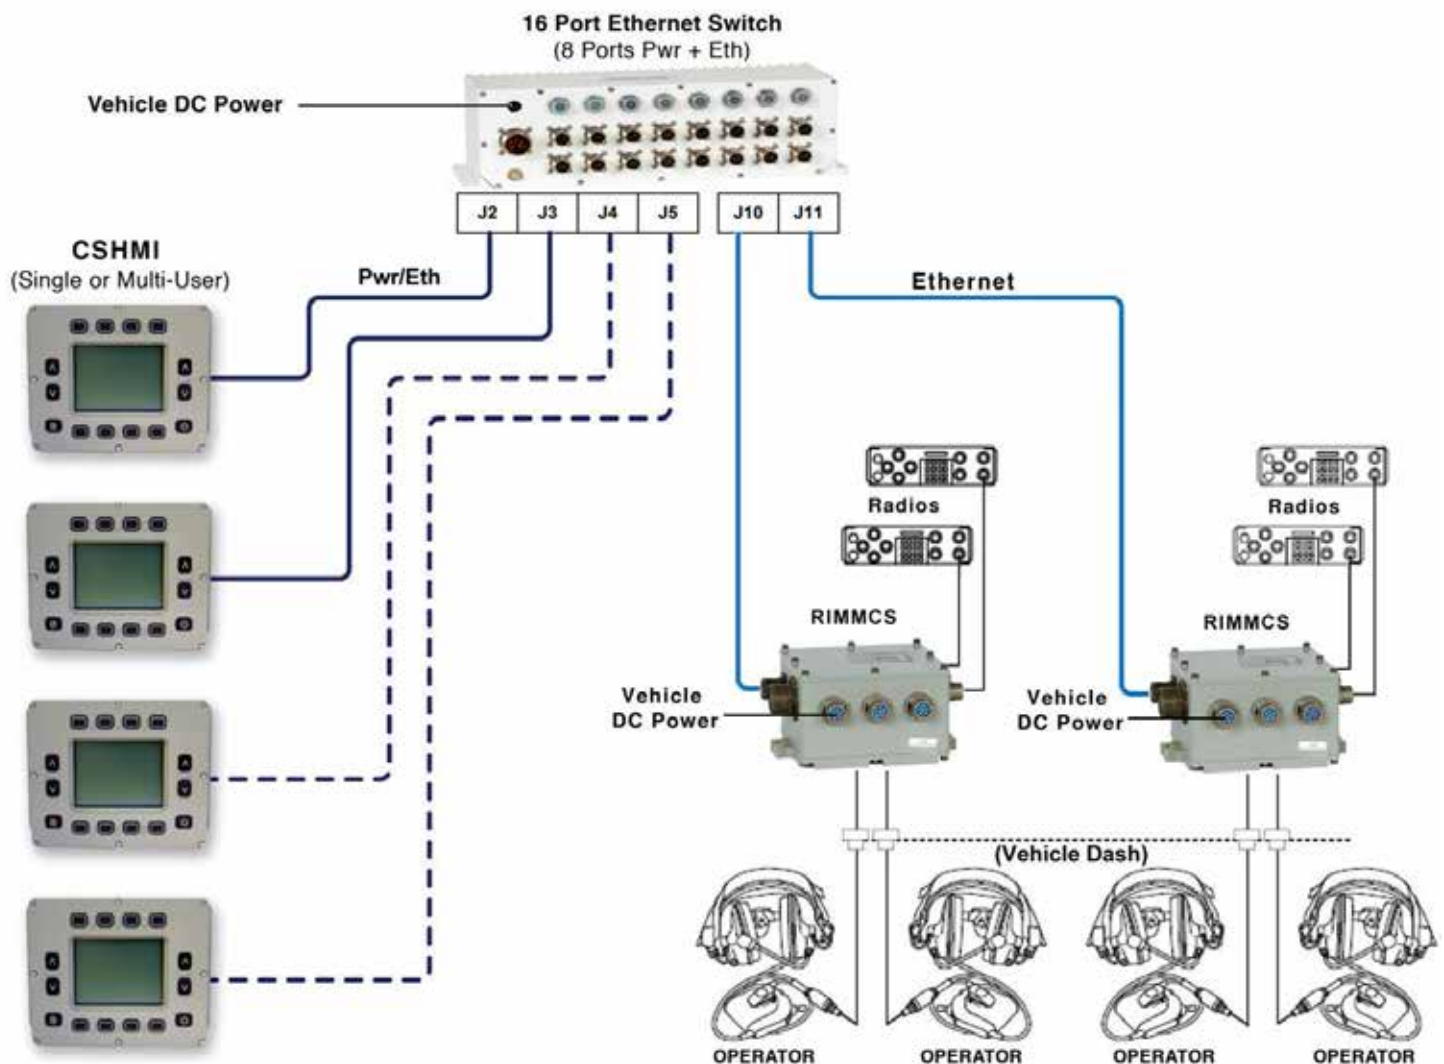 16 Port Ethernet Switch
(8 Ports Pwr + Eth)
Vehicle DC Power
J2 J3 J4 J5 J10 J11
CSHMI
(Single or Multi-User)
Pwr/Eth
Ethernet
Radios
Radios
RIMMCS
RIMMCS
Vehicle
DC Power
Vehicle
DC Power
(Vehicle Dash)
OPERATOR OPERATOR OPERATOR OPERATOR